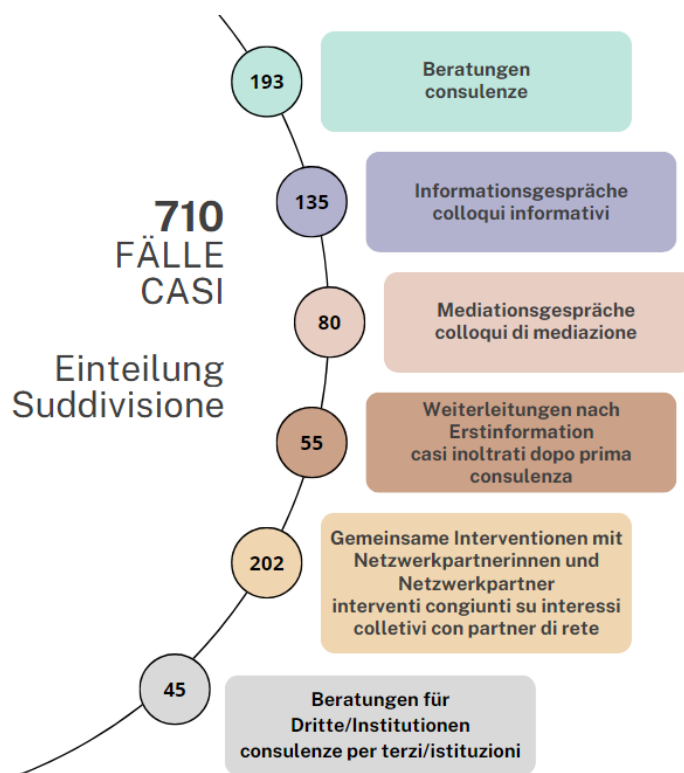 193
Beratungen
consulenze
135
Informationsgespräche
colloqui informativi
710
FÄLLE
CASI
80
Mediationsgespräche
colloqui di mediazione
Einteilung
Suddivisione
55
Weiterleitungen nach
Erstinformation
casi inoltrati dopo prima
consulenza
202
Gemeinsame Interventionen mit
Netzwerkpartnerinnen und
Netzwerkpartner
interventi congiunti su interessi
colletivi con partner di rete
45
Beratungen für
Dritte/Institutionen
consulenze per terzi/istituzioni